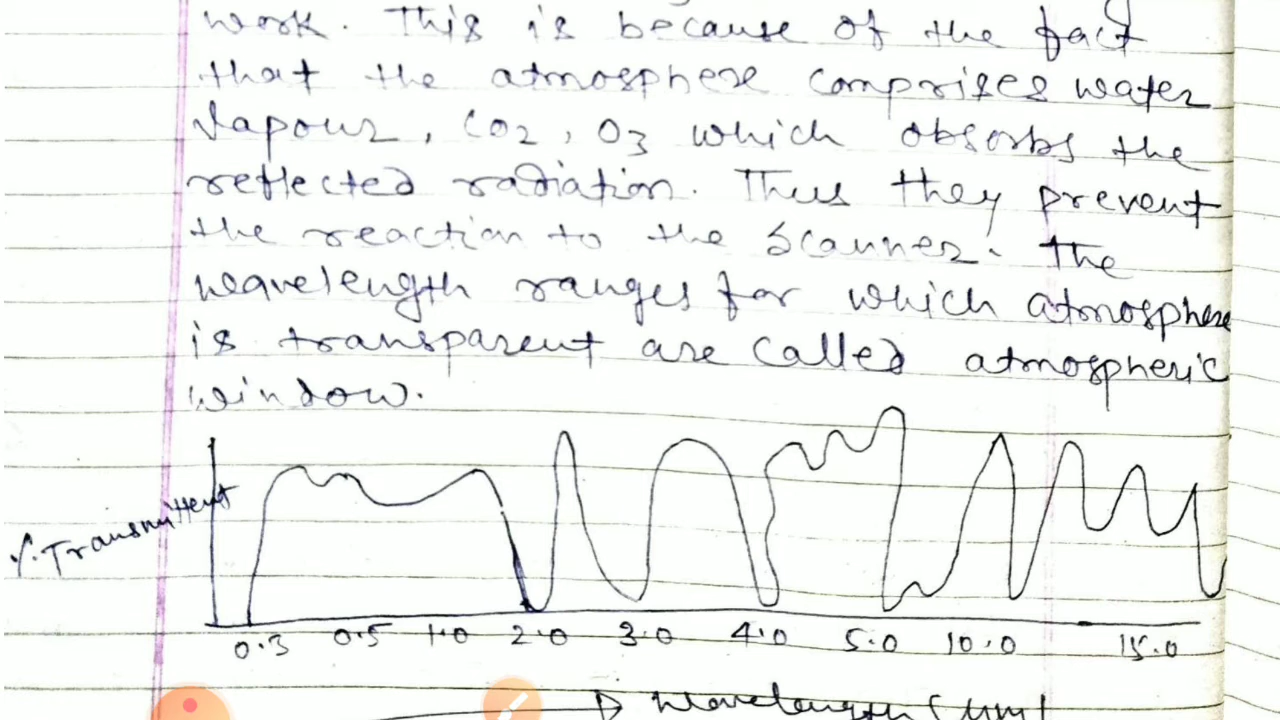 work. This is because of the fact
that the atmosphere comprises water
Vapour, CO2, O3 which absorbs the
reflected radiation. Thus they prevent
the reaction to the scanner. The
wavelength ranges for which atmosphere
is transparent are called atmospheric
window.
% Transmittent
0.3 0.5 1.0 2.0 3.0 4.0 5.0 10.0 15.0
→ Wavelength (μm)